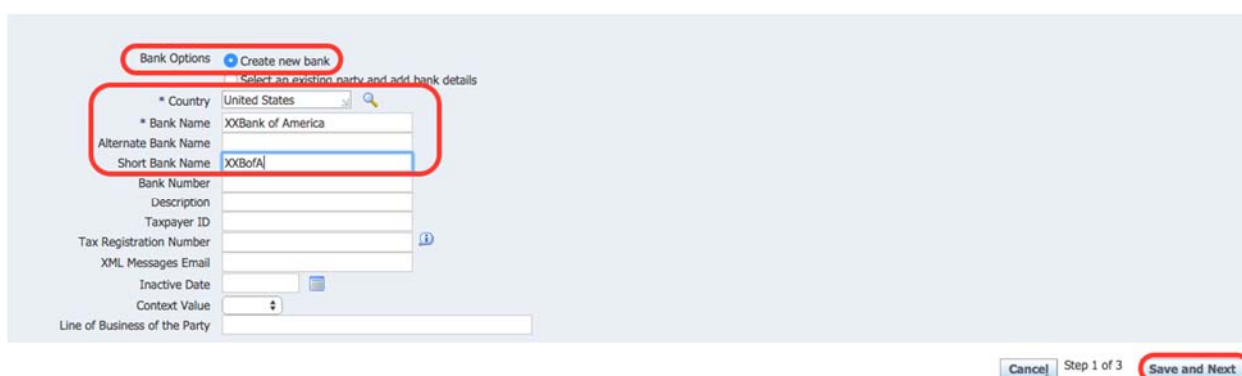 Bank Options Create new bank
Select an existing party and add bank details
* Country United States
* Bank Name XXBank of America
Alternate Bank Name
Short Bank Name XXBofA
Bank Number
Description
Taxpayer ID
Tax Registration Number
XML Messages Email
Inactive Date
Context Value
Line of Business of the Party
Cancel Step 1 of 3 Save and Next